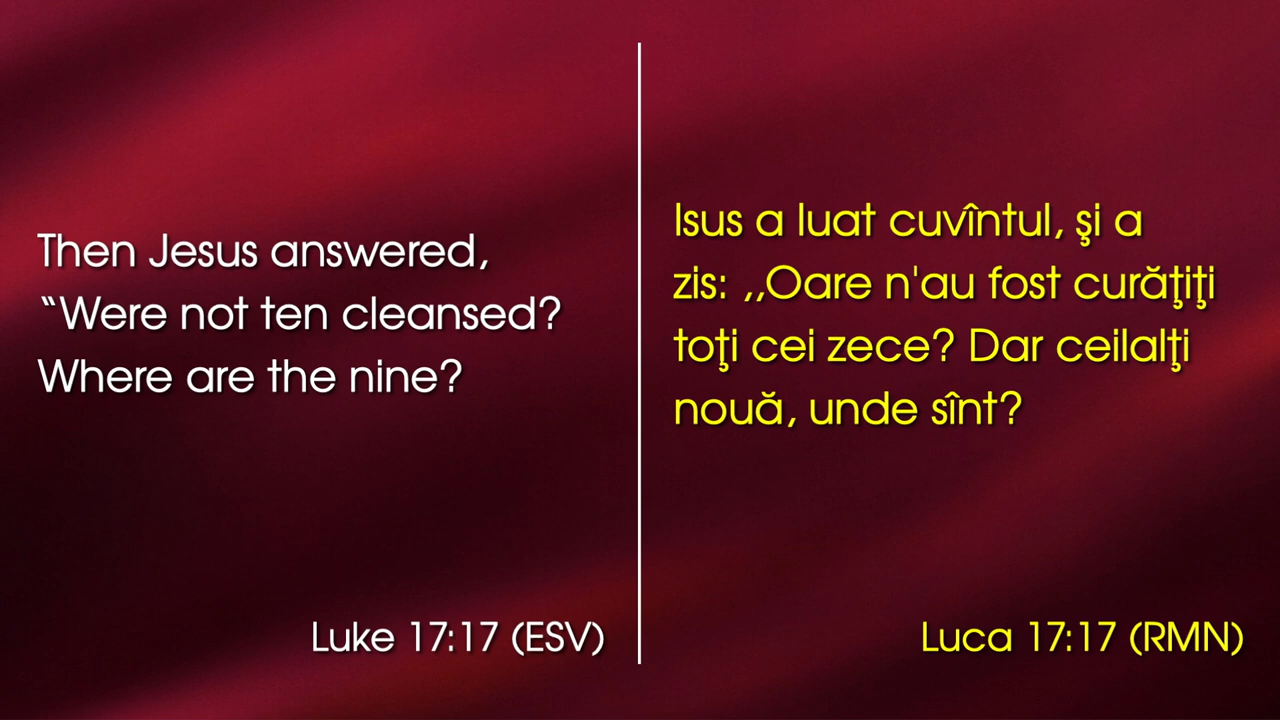 Then Jesus answered,
“Were not ten cleansed?
Where are the nine?
Luke 17:17 (ESV)
Isus a luat cuvîntul, şi a
zis: ,,Oare n'au fost curăţiţi
toţi cei zece? Dar ceilalţi
nouă, unde sînt?
Luca 17:17 (RMN)